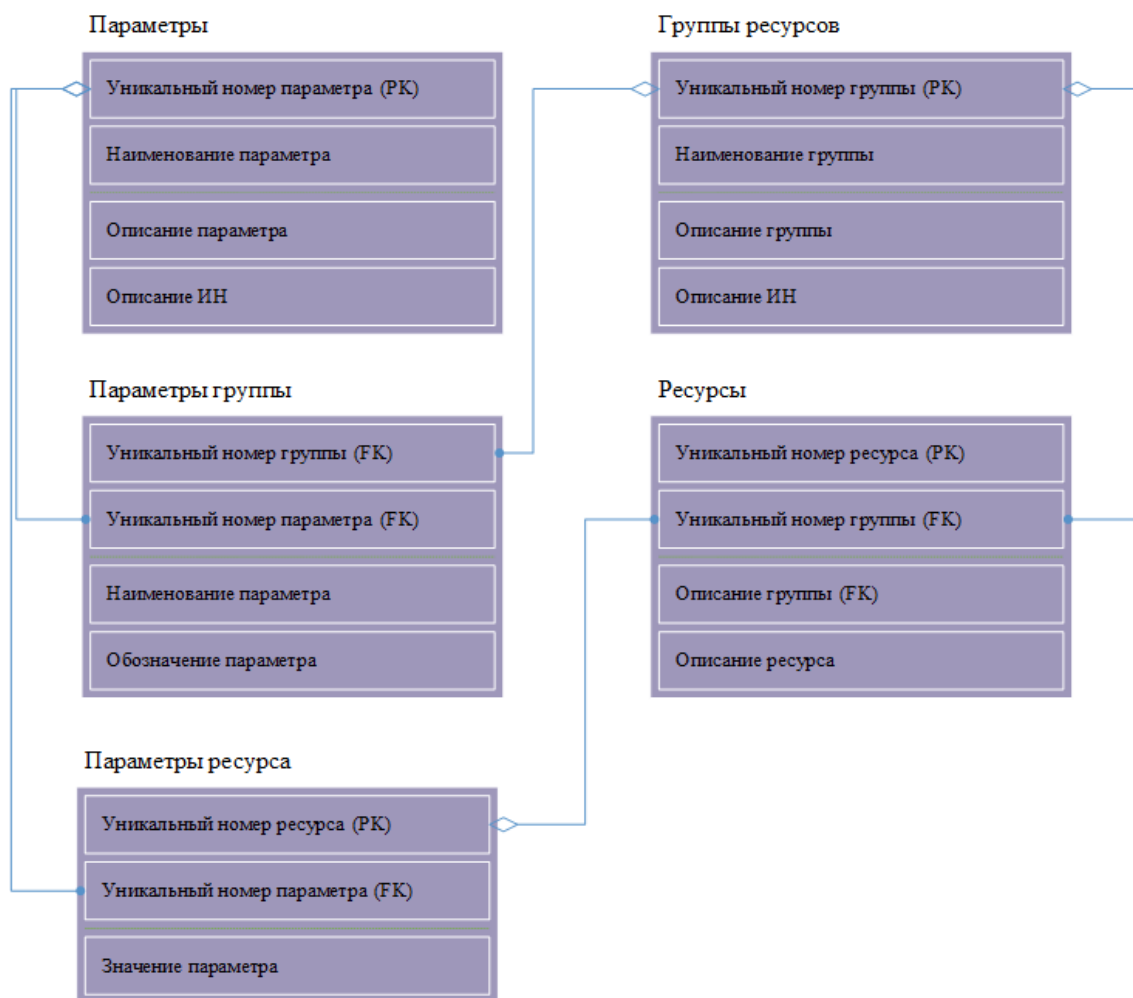 Параметры
Уникальный номер параметра (PK)
Наименование параметра
Описание параметра
Описание ИН
Группы ресурсов
Уникальный номер группы (PK)
Наименование группы
Описание группы
Описание ИН
Параметры группы
Уникальный номер группы (FK)
Уникальный номер параметра (FK)
Наименование параметра
Обозначение параметра
Ресурсы
Уникальный номер ресурса (PK)
Уникальный номер группы (FK)
Описание группы (FK)
Описание ресурса
Параметры ресурса
Уникальный номер ресурса (PK)
Уникальный номер параметра (FK)
Значение параметра